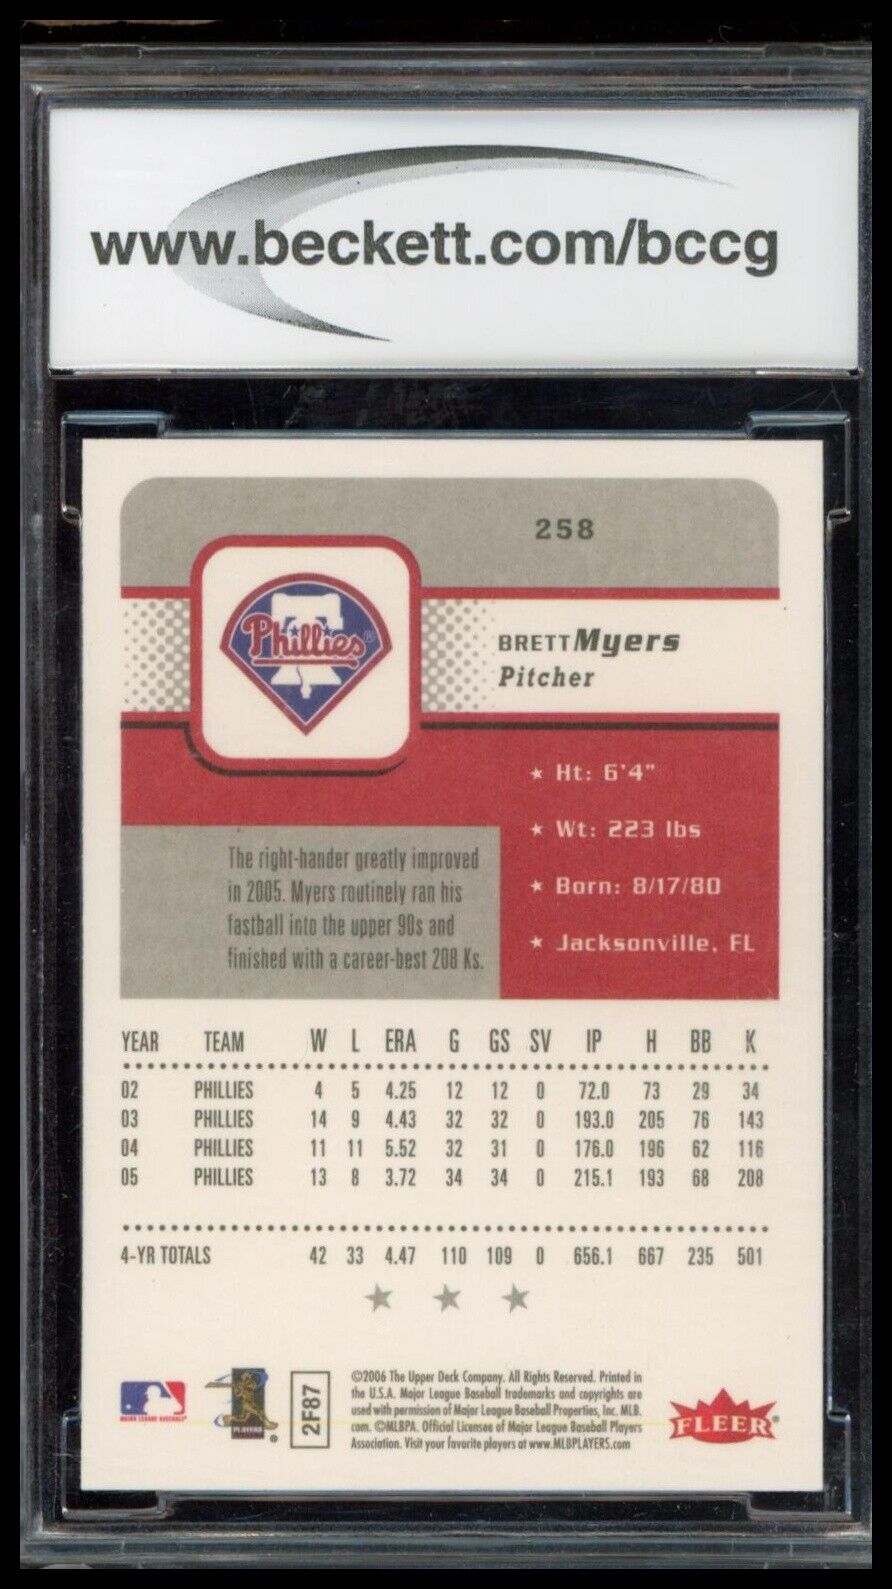 www.beckett.com/bccg
258
Phillies®
BRETT Myers
Pitcher
★ Ht: 6'4"
★ Wt: 223 lbs
★ Born: 8/17/80
★ Jacksonville, FL
The right-hander greatly improved
in 2005. Myers routinely ran his
fastball into the upper 90s and
finished with a career-best 208 Ks.
YEAR TEAM W L ERA G GS SV IP H BB K
02 PHILLIES 4 5 4.25 12 12 0 72.0 73 29 34
03 PHILLIES 14 9 4.43 32 32 0 193.0 205 76 143
04 PHILLIES 11 11 5.52 32 31 0 176.0 196 62 116
05 PHILLIES 13 8 3.72 34 34 0 215.1 193 68 208
4-YR TOTALS 42 33 4.47 110 109 0 656.1 667 235 501
MAJOR LEAGUE BASEBALL®
PLAYERS ®
2F87
©2006 The Upper Deck Company. All Rights Reserved. Printed in
the U.S.A. Major League Baseball trademarks and copyrights are
used with permission of Major League Baseball Properties, Inc. MLB.
com. ©MLBPA. Official Licensee of Major League Baseball Players
Association. Visit your favorite players at www.MLBPLAYERS.com
FLEER®